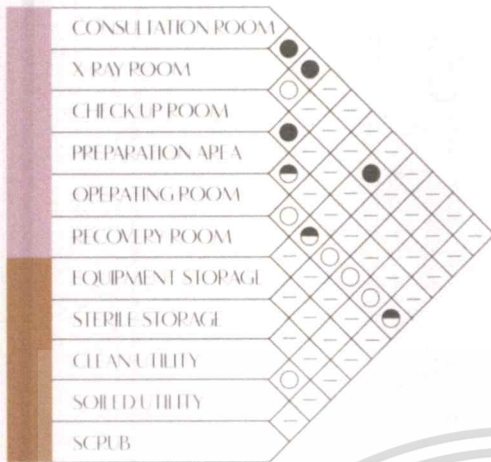 CONSULTATION ROOM
X RAY ROOM
CHECK UP ROOM
PREPARATION AREA
OPERATING ROOM
RECOVERY ROOM
EQUIPMENT STORAGE
STERILE STORAGE
CLEAN UTILITY
SOILED UTILITY
SCRUB